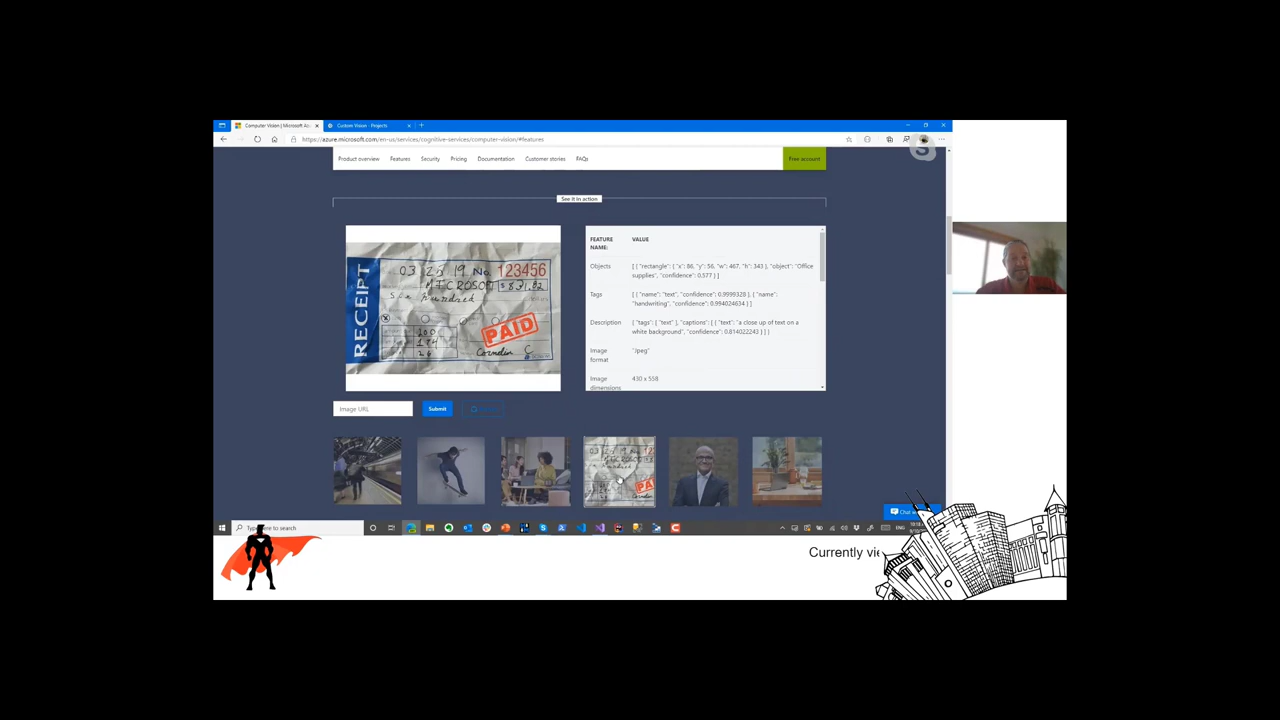 Computer Vision | Microsoft Az
Custom Vision - Projects
https://azure.microsoft.com/en-us/services/cognitive-services/computer-vision/#features
Product overview Features Security Pricing Documentation Customer stories FAQs Free account
See it in action
RECEIPT
03 25 19 No. 123456
MICROSOFT
Six hundred
PAID
FEATURE NAME: VALUE
Objects [ { "rectangle": { "x": 86, "y": 56, "w": 467, "h": 343 }, "object": "Office
supplies", "confidence": 0.577 } ]
Tags [ { "name": "text", "confidence": 0.9999328 }, { "name":
"handwriting", "confidence": 0.994024634 } ]
Description { "tags": [ "text" ], "captions": [ { "text": "a close up of text on a
white background", "confidence": 0.814022243 } ] }
Image format "Jpeg"
Image dimensions 430 x 558
Image URL Submit
PAID
Chat
Type here to search
ENG
Currently vie